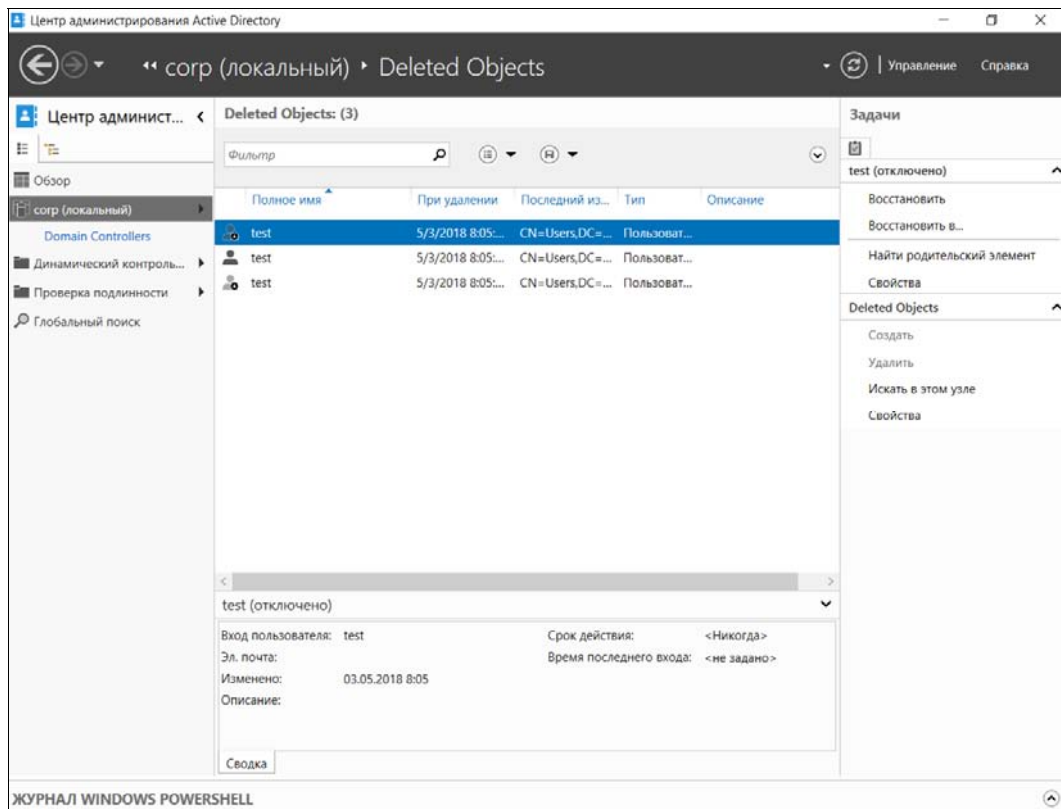 Центр администрирования Active Directory
corp (локальный) ‣ Deleted Objects
Управление
Справка
Центр админист...
Обзор
corp (локальный)
Domain Controllers
Динамический контроль...
Проверка подлинности
Глобальный поиск
Deleted Objects: (3)
Фильтр
Полное имя При удалении Последний из... Тип Описание
test 5/3/2018 8:05:... CN=Users,DC=... Пользоват...
test 5/3/2018 8:05:... CN=Users,DC=... Пользоват...
test 5/3/2018 8:05:... CN=Users,DC=... Пользоват...
test (отключено)
Вход пользователя: test Срок действия: <Никогда>
Эл. почта: Время последнего входа: <не задано>
Изменено: 03.05.2018 8:05
Описание:
Сводка
Задачи
test (отключено)
Восстановить
Восстановить в...
Найти родительский элемент
Свойства
Deleted Objects
Создать
Удалить
Искать в этом узле
Свойства
ЖУРНАЛ WINDOWS POWERSHELL